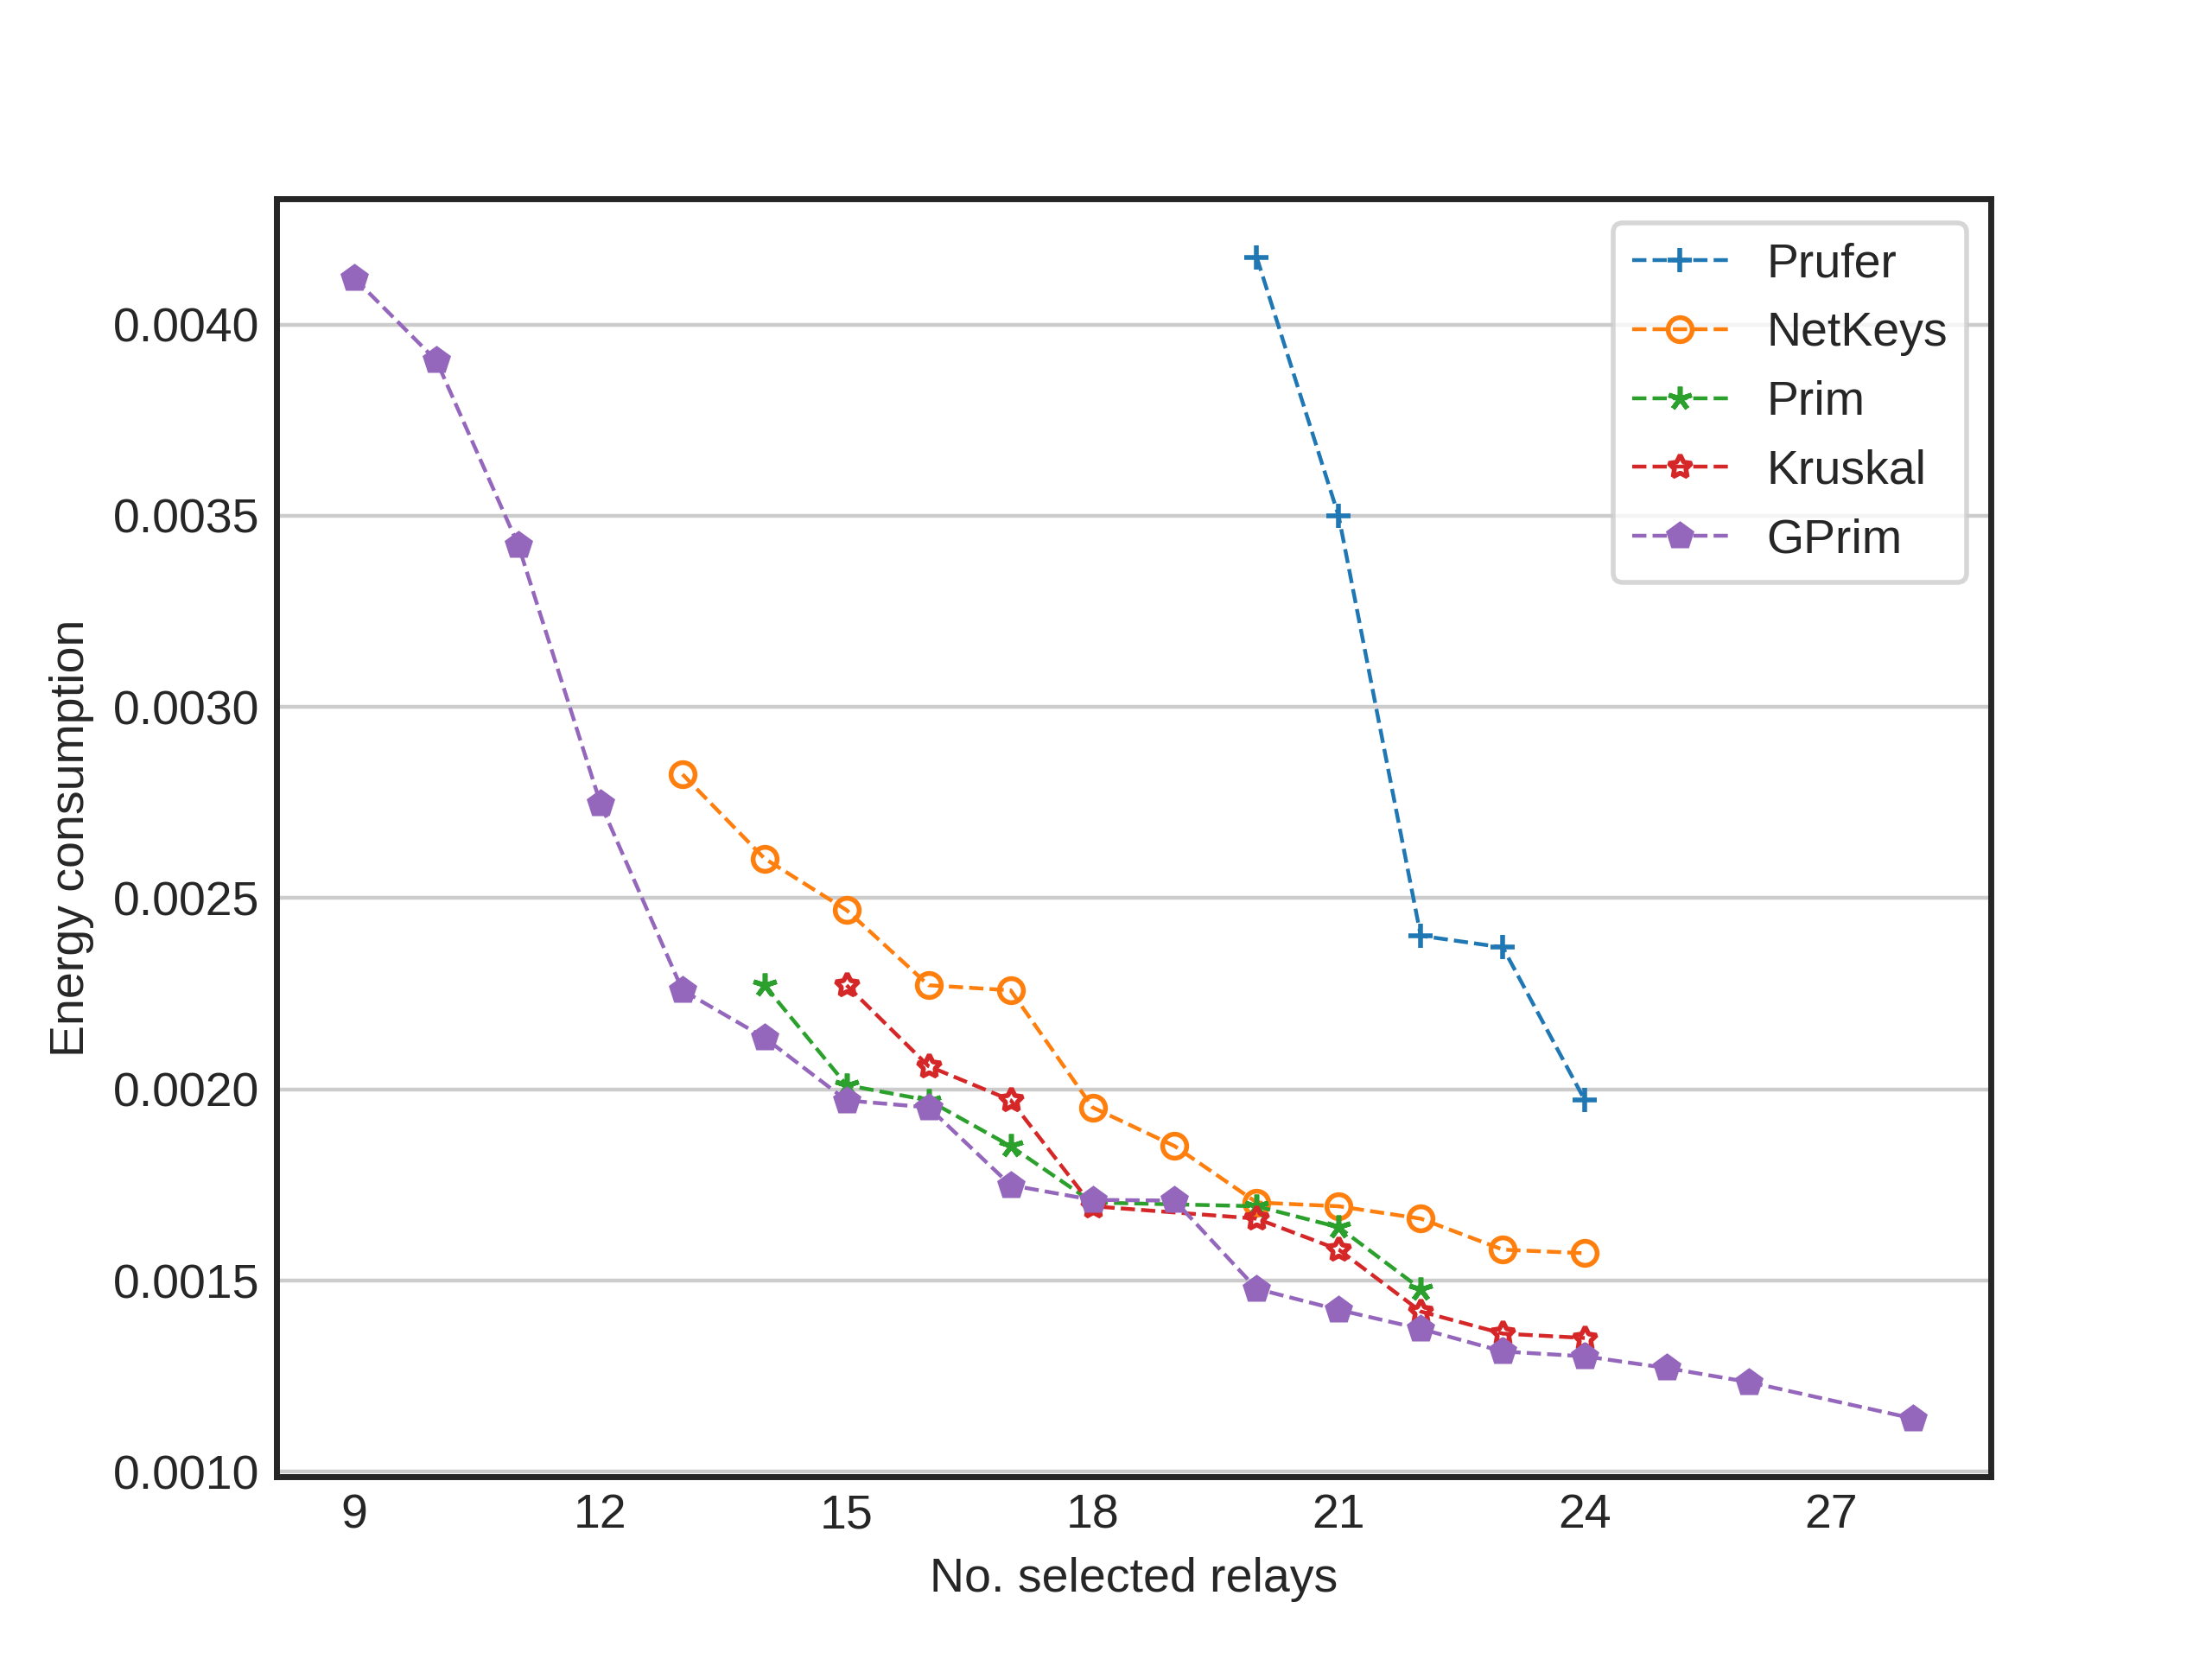 Prufer
NetKeys
Prim
Kruskal
GPrim
0.0040
0.0035
0.0030
0.0025
0.0020
0.0015
0.0010
Energy consumption
9 12 15 18 21 24 27
No. selected relays